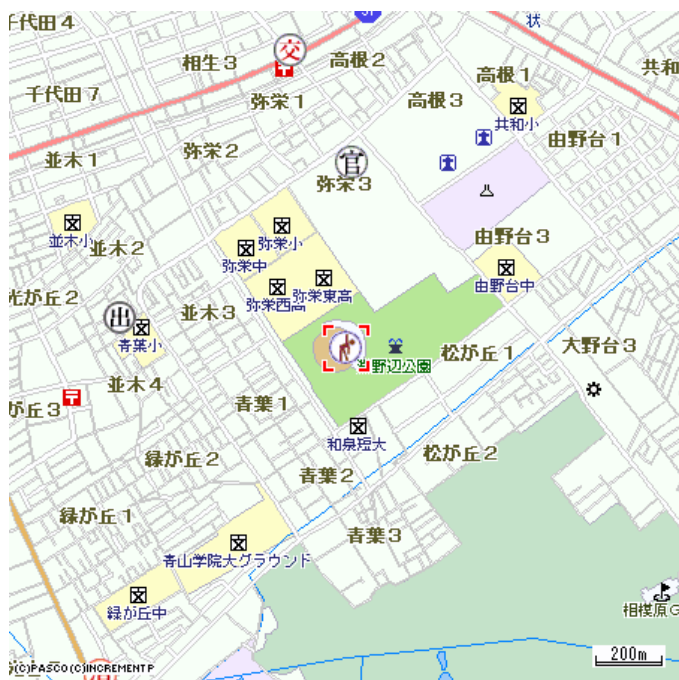 代田4
相生3
交
高根2
高根1
共和
状
千代田7
弥栄1
高根3
共和小
由野台1
並木1
弥栄2
官
弥栄3
並木小
並木2
弥栄小
弥栄中
由野台3
光が丘2
弥栄東高
弥栄西高
由野台中
並木3
出
青葉小
野辺公園
松が丘1
大野台3
並木4
が丘3
青葉1
和泉短大
緑が丘2
青葉2
松が丘2
緑が丘1
青葉3
青山学院大グラウンド
緑が丘中
相模原G
200m
(C)PASCO(C)INCREMENT P